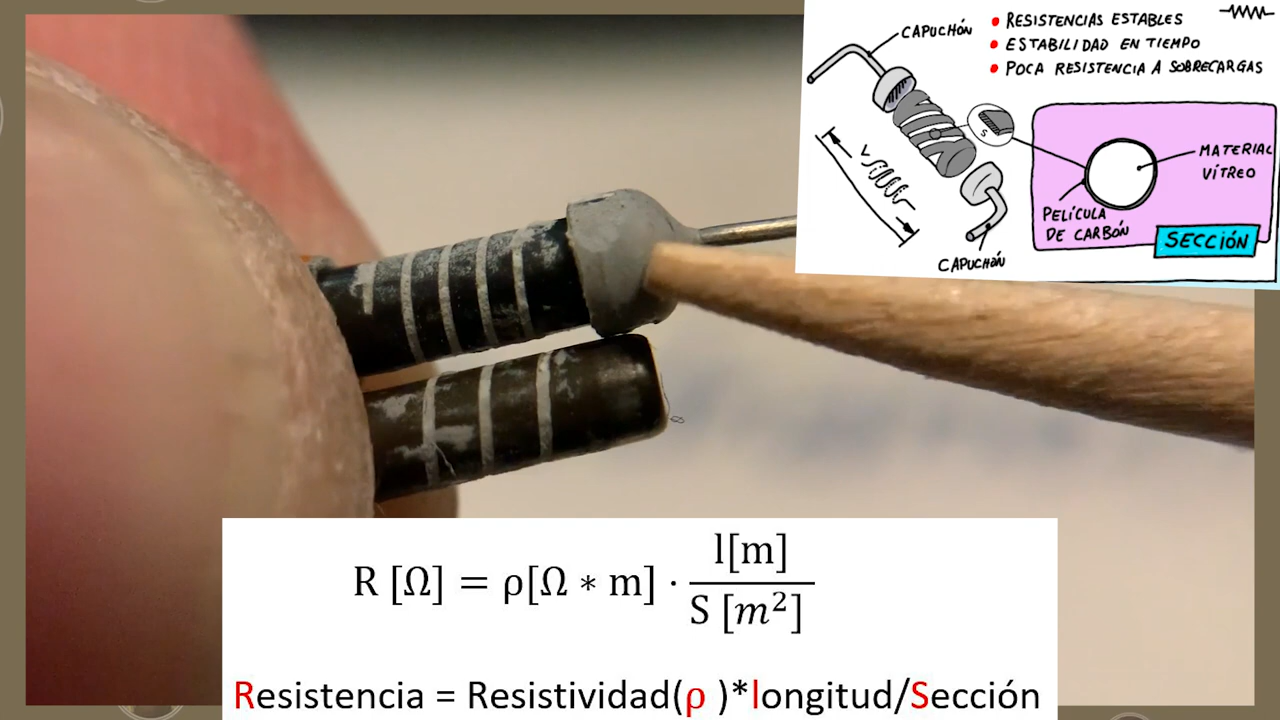 CAPUCHÓN
RESISTENCIAS ESTABLES
ESTABILIDAD EN TIEMPO
POCA RESISTENCIA A SOBRECARGAS
S
L
MATERIAL
VÍTREO
PELÍCULA
DE CARBÓN
SECCIÓN
CAPUCHÓN
R [Ω] = ρ[Ω * m] · l[m] / S [m²]
Resistencia = Resistividad(ρ )*longitud/Sección